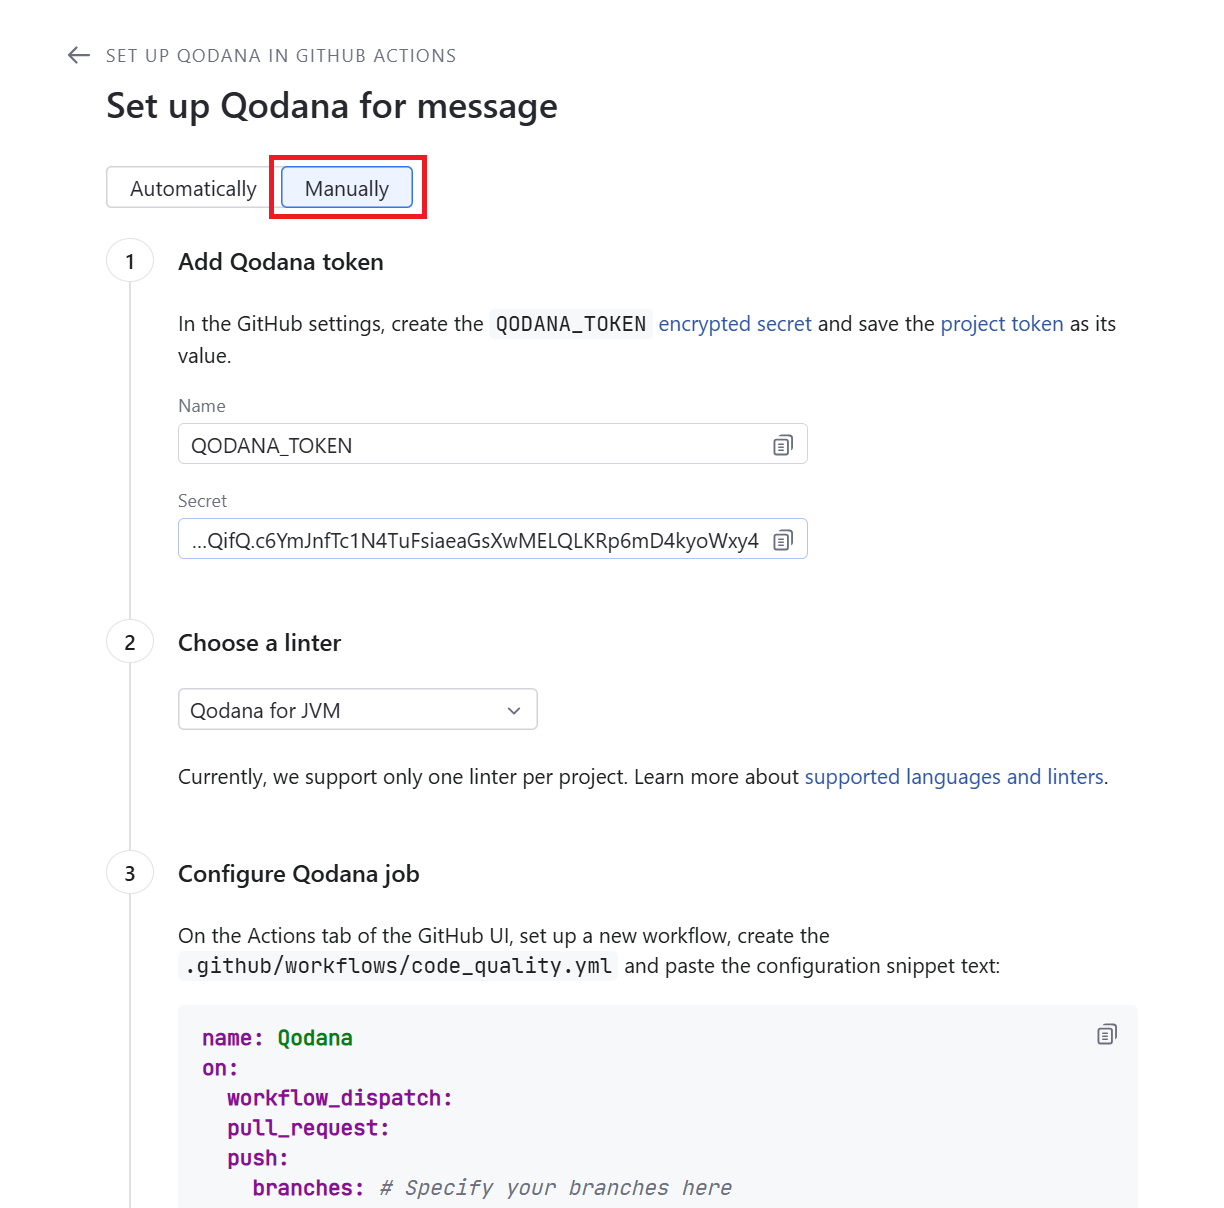 SET UP QODANA IN GITHUB ACTIONS
Set up Qodana for message
Automatically Manually
1 Add Qodana token
In the GitHub settings, create the QODANA_TOKEN encrypted secret and save the project token as its
value.
Name
QODANA_TOKEN
Secret
...QifQ.c6YmJnfTc1N4TuFsiaeaGsXwMELQLKRp6mD4kyoWxy4
2 Choose a linter
Qodana for JVM
Currently, we support only one linter per project. Learn more about supported languages and linters.
3 Configure Qodana job
On the Actions tab of the GitHub UI, set up a new workflow, create the
.github/workflows/code_quality.yml and paste the configuration snippet text:
name: Qodana
on:
workflow_dispatch:
pull_request:
push:
branches: # Specify your branches here